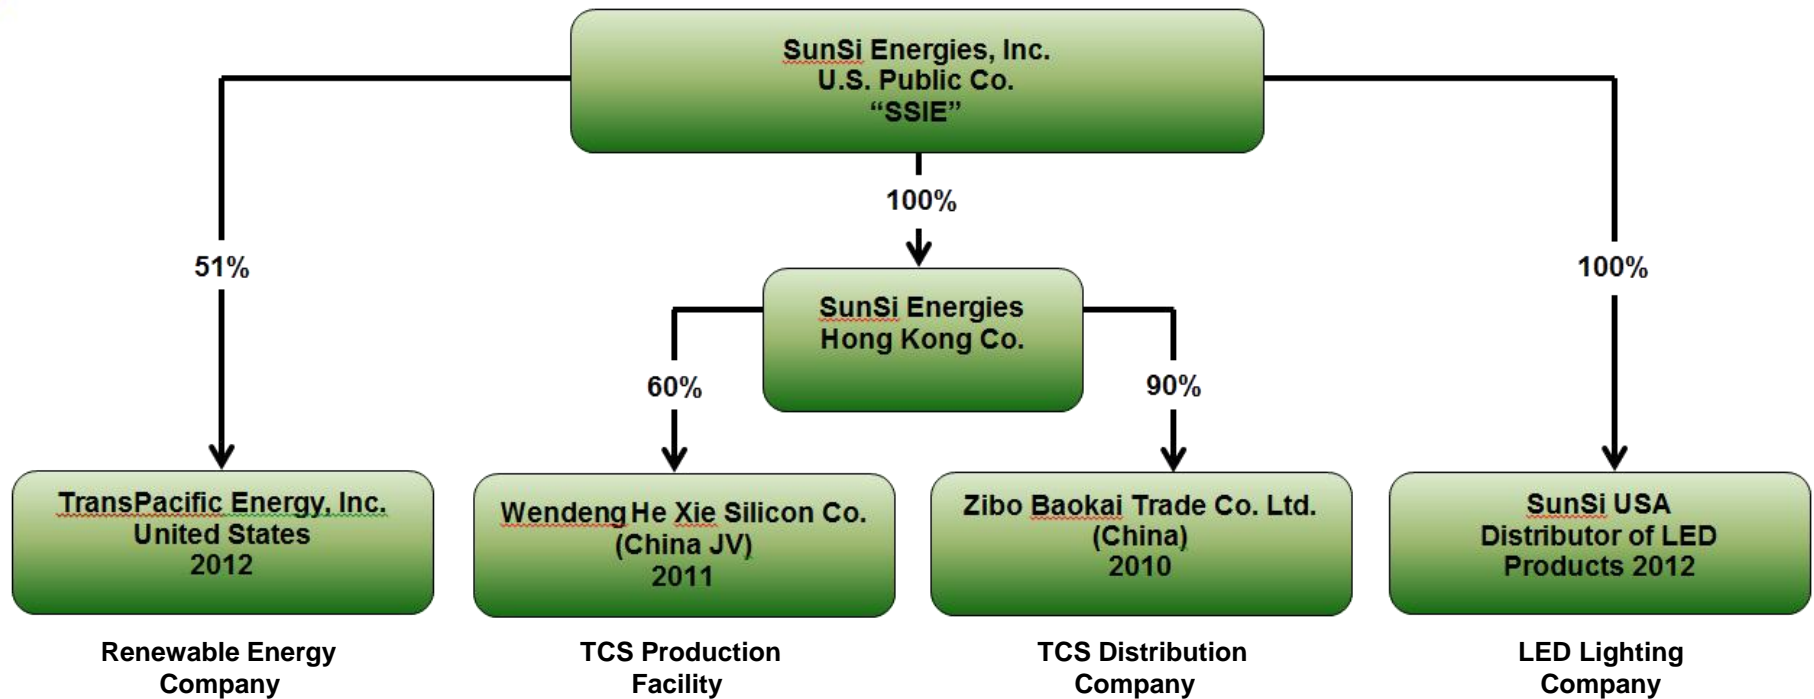 SunSi Energies, Inc.
U.S. Public Co.
“SSIE”
100%
51%
100%
SunSi Energies
Hong Kong Co.
60%
90%
TransPacific Energy, Inc.
United States
2012
Wendeng He Xie Silicon Co.
(China JV)
2011
Zibo Baokai Trade Co. Ltd.
(China)
2010
SunSi USA
Distributor of LED
Products 2012
Renewable Energy
Company
TCS Production
Facility
TCS Distribution
Company
LED Lighting
Company